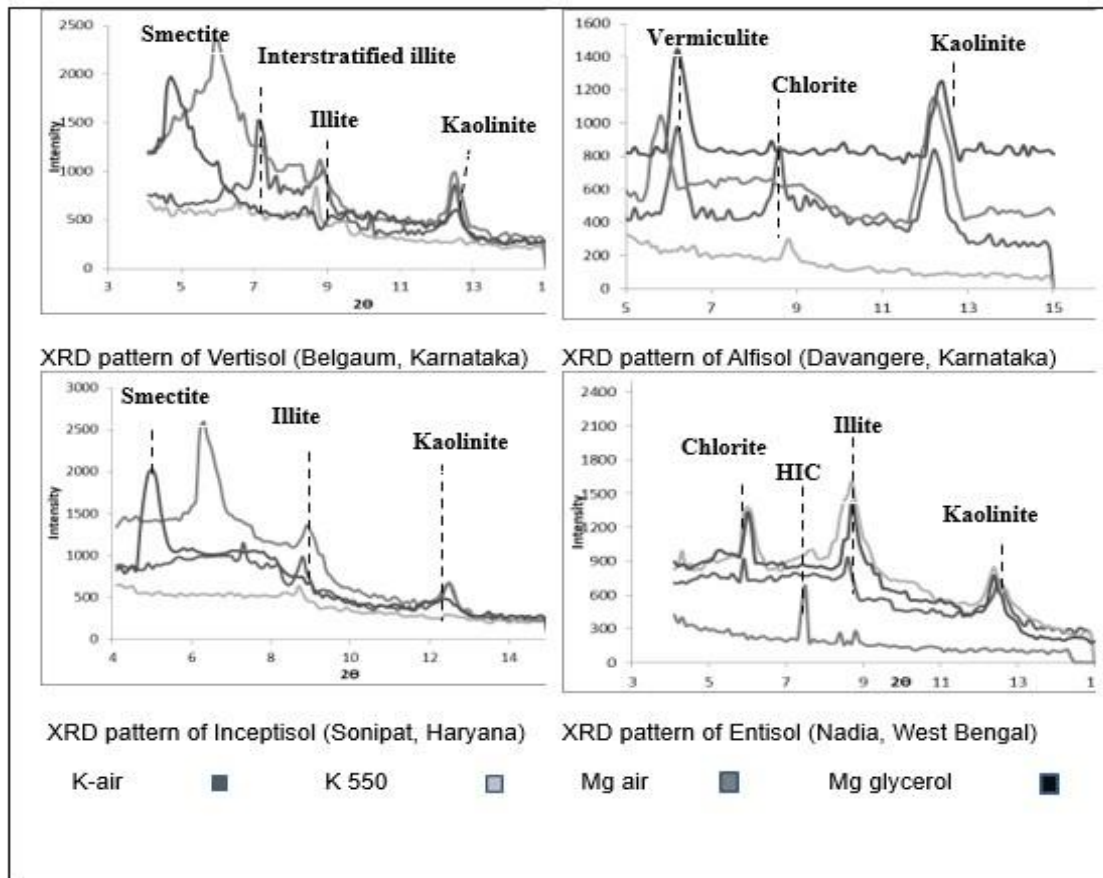 2500
2000
1500
1000
500
0
Intensity
Smectite
Interstratified illite
Illite
Kaolinite
3 5 7 9 11 13 1
2Θ
1600
1400
1200
1000
800
600
400
200
0
Vermiculite
Chlorite
Kaolinite
5 7 9 11 13 15
XRD pattern of Vertisol (Belgaum, Karnataka)
XRD pattern of Alfisol (Davangere, Karnataka)
3000
2500
2000
1500
1000
500
0
Intensity
Smectite
Illite
Kaolinite
4 6 8 10 12 14
2Θ
2400
2100
1800
1500
1200
900
600
300
0
Intensity
Chlorite
HIC
Illite
Kaolinite
3 5 7 9 2Θ 11 13 1
XRD pattern of Inceptisol (Sonipat, Haryana)
XRD pattern of Entisol (Nadia, West Bengal)
K-air K 550 Mg air Mg glycerol